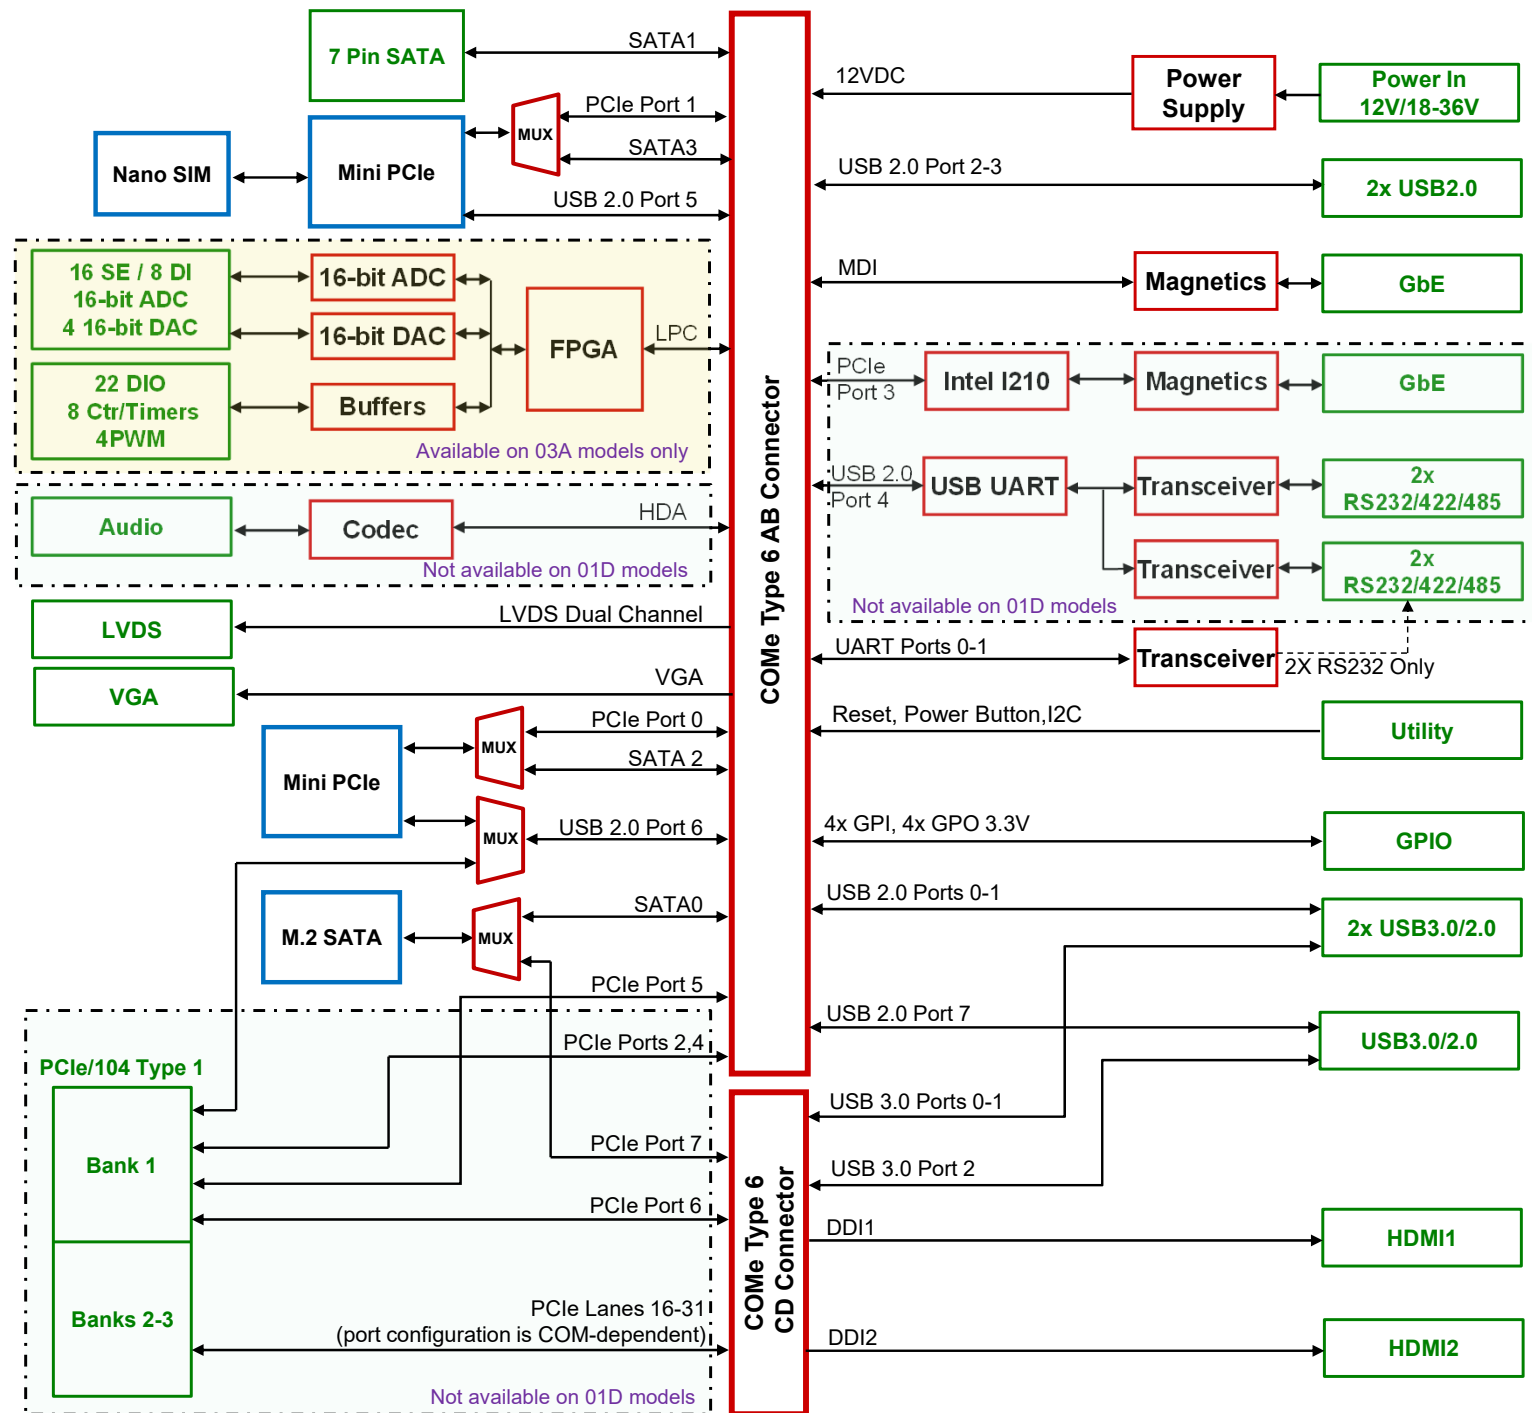 7 Pin SATA
SATA1
PCIe Port 1
MUX
SATA3
Nano SIM
Mini PCIe
USB 2.0 Port 5
16 SE / 8 DI
16-bit ADC
4 16-bit DAC
16-bit ADC
16-bit DAC
FPGA
LPC
22 DIO
8 Ctr/Timers
4PWM
Buffers
Available on 03A models only
Audio
Codec
HDA
Not available on 01D models
LVDS
LVDS Dual Channel
VGA
VGA
PCIe Port 0
MUX
SATA 2
Mini PCIe
MUX
USB 2.0 Port 6
M.2 SATA
MUX
SATA0
PCIe Port 5
PCIe Ports 2,4
PCIe/104 Type 1
Bank 1
PCIe Port 7
PCIe Port 6
Banks 2-3
PCIe Lanes 16-31
(port configuration is COM-dependent)
Not available on 01D models
COMe Type 6 AB Connector
COMe Type 6
CD Connector
12VDC
Power
Supply
Power In
12V/18-36V
USB 2.0 Port 2-3
2x USB2.0
MDI
Magnetics
GbE
PCIe
Port 3
Intel I210
Magnetics
GbE
USB 2.0
Port 4
USB UART
Transceiver
2x
RS232/422/485
Transceiver
2x
RS232/422/485
Not available on 01D models
UART Ports 0-1
Transceiver
2X RS232 Only
Reset, Power Button,I2C
Utility
4x GPI, 4x GPO 3.3V
GPIO
USB 2.0 Ports 0-1
2x USB3.0/2.0
USB 2.0 Port 7
USB3.0/2.0
USB 3.0 Ports 0-1
USB 3.0 Port 2
DDI1
HDMI1
DDI2
HDMI2